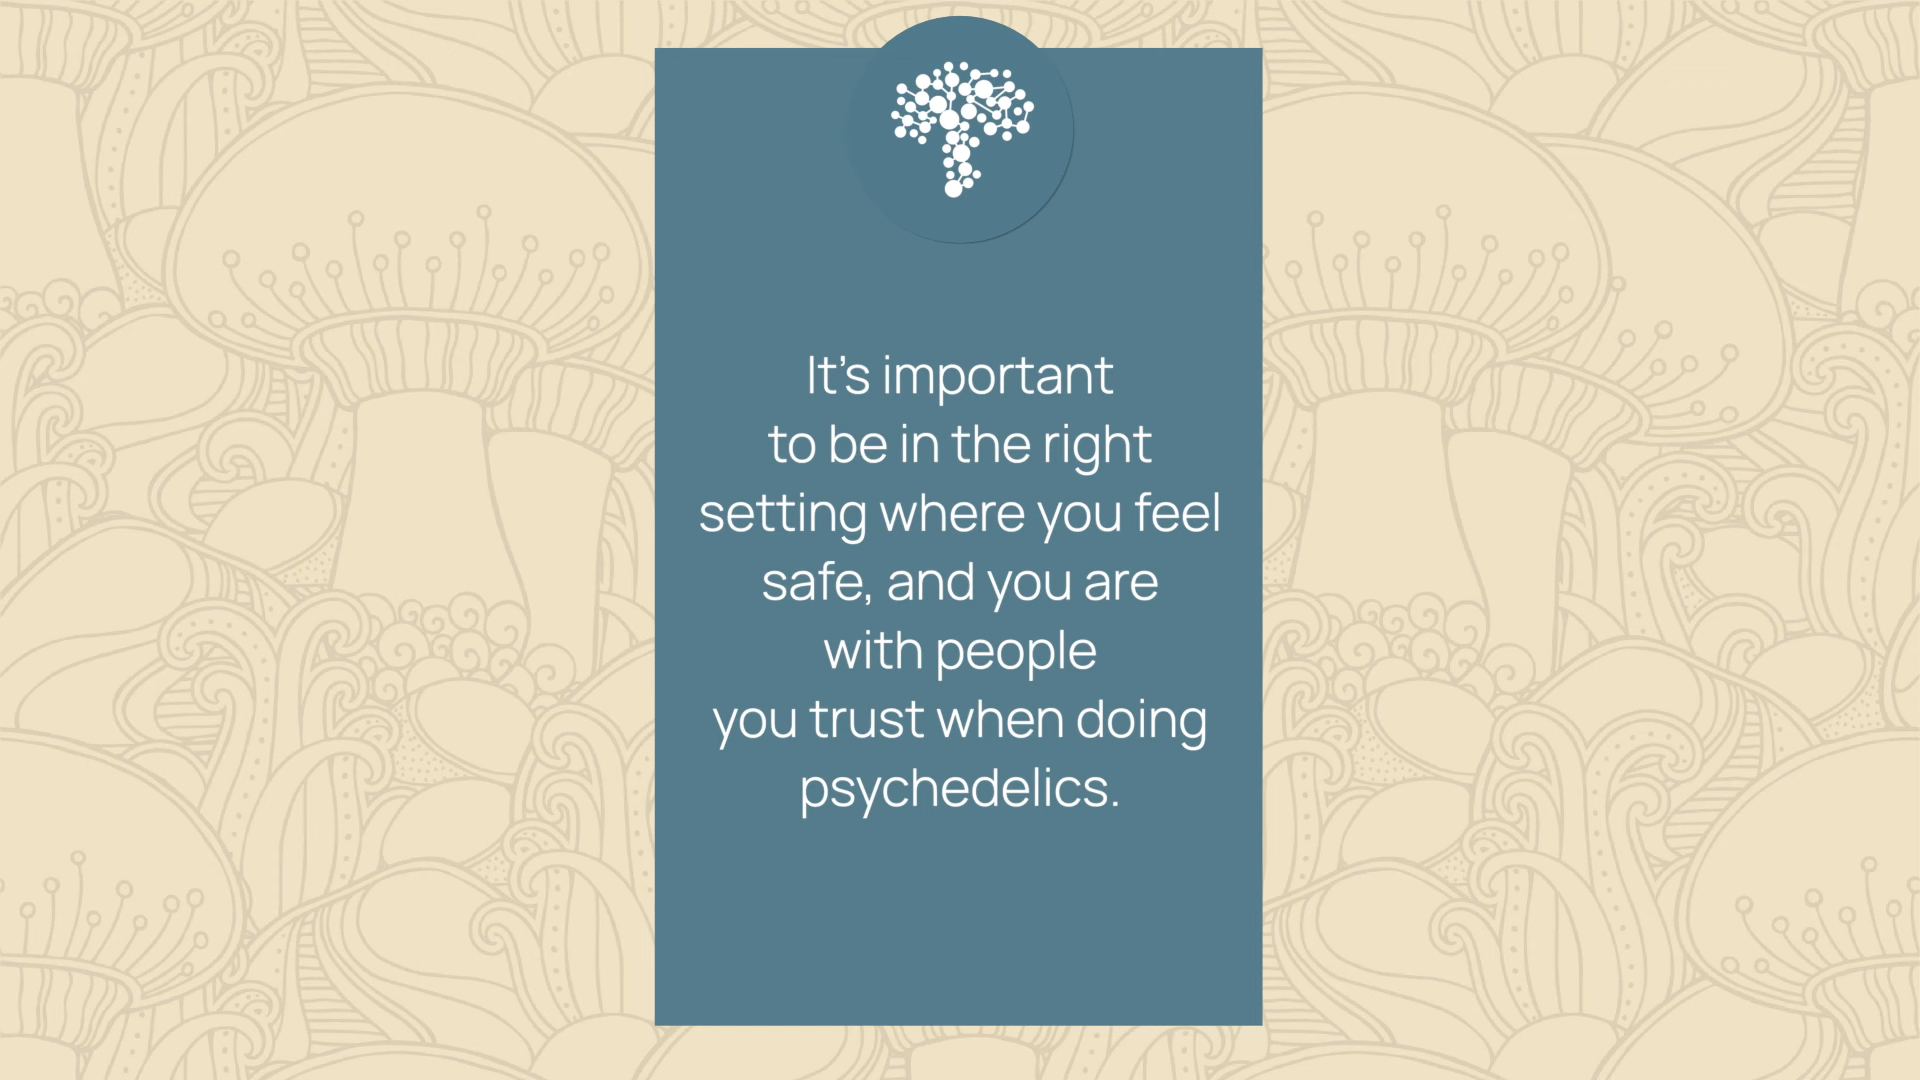 It's important
to be in the right
setting where you feel
safe, and you are
with people
you trust when doing
psychedelics.